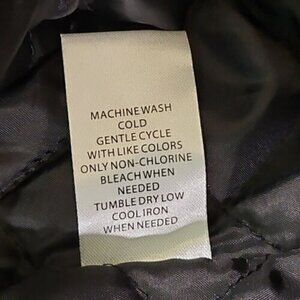 MACHINE WASH
COLD
GENTLE CYCLE
WITH LIKE COLORS
ONLY NON-CHLORINE
BLEACH WHEN
NEEDED
TUMBLE DRY LOW
COOL IRON
WHEN NEEDED